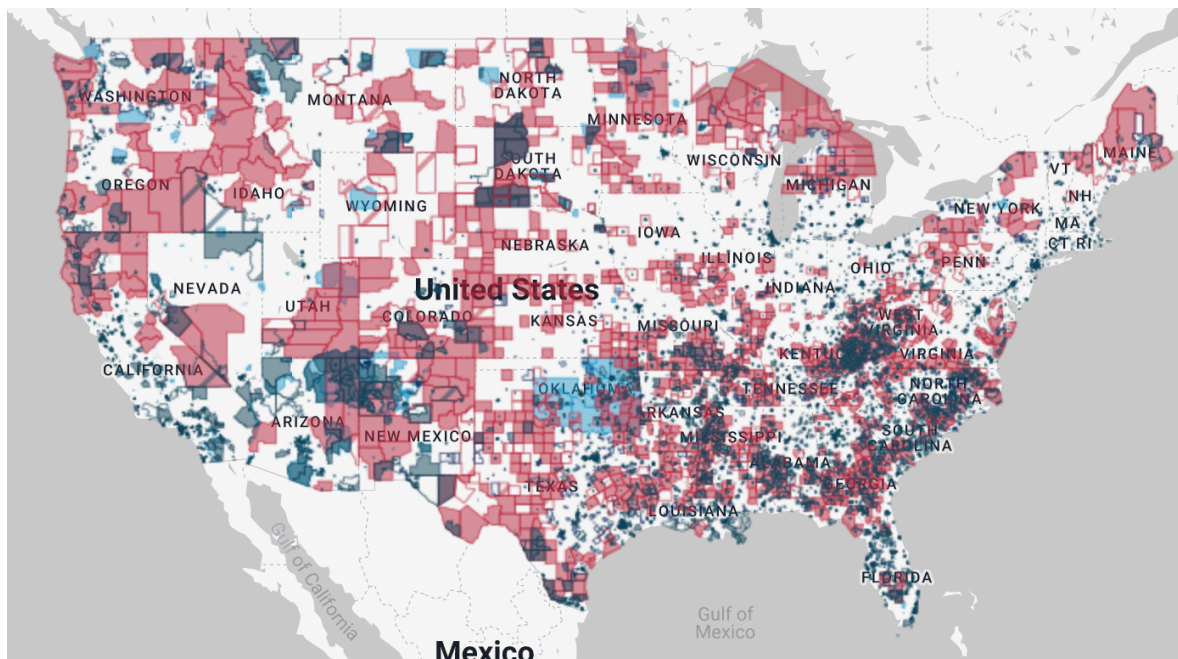 WASHINGTON
MONTANA
NORTH
DAKOTA
MINNESOTA
MAINE
WISCONSIN
SOUTH
DAKOTA
VT
OREGON
IDAHO
MICHIGAN
NH
WYOMING
NEW YORK
MA
IOWA
CT RI
NEBRASKA
ILLINOIS
OHIO
PENN
NEVADA
United States
INDIANA
UTAH
COLORADO
KANSAS
MISSOURI
WEST
VIRGINIA
KENTUC
VIRGINIA
CALIFORNIA
OKLAHOMA
TENNESSEE
NORTH
CAROLINA
ARIZONA
ARKANSAS
NEW MEXICO
MISSISSIPPI
SOUTH
CAROLINA
ALABAMA
TEXAS
GEORGIA
LOUISIANA
Gulf of California
FLORIDA
Gulf of
Mexico
Mexico